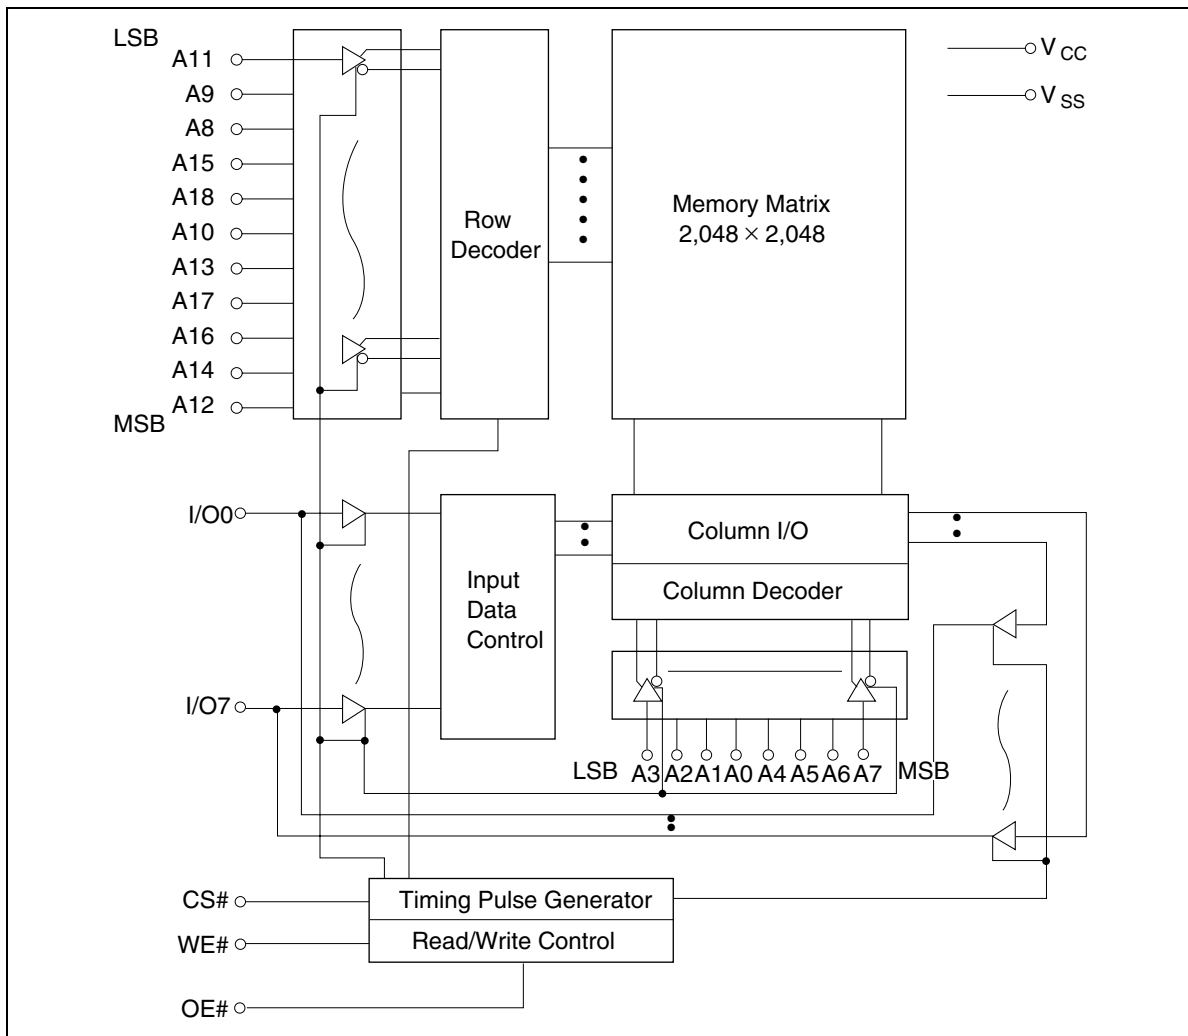 LSB
A11
A9
A8
A15
A18
A10
A13
A17
A16
A14
A12
MSB
Row
Decoder
Memory Matrix
2,048 × 2,048
VCC
VSS
I/O0
I/O7
Input
Data
Control
Column I/O
Column Decoder
LSB A3 A2 A1 A0 A4 A5 A6 A7 MSB
CS#
WE#
OE#
Timing Pulse Generator
Read/Write Control